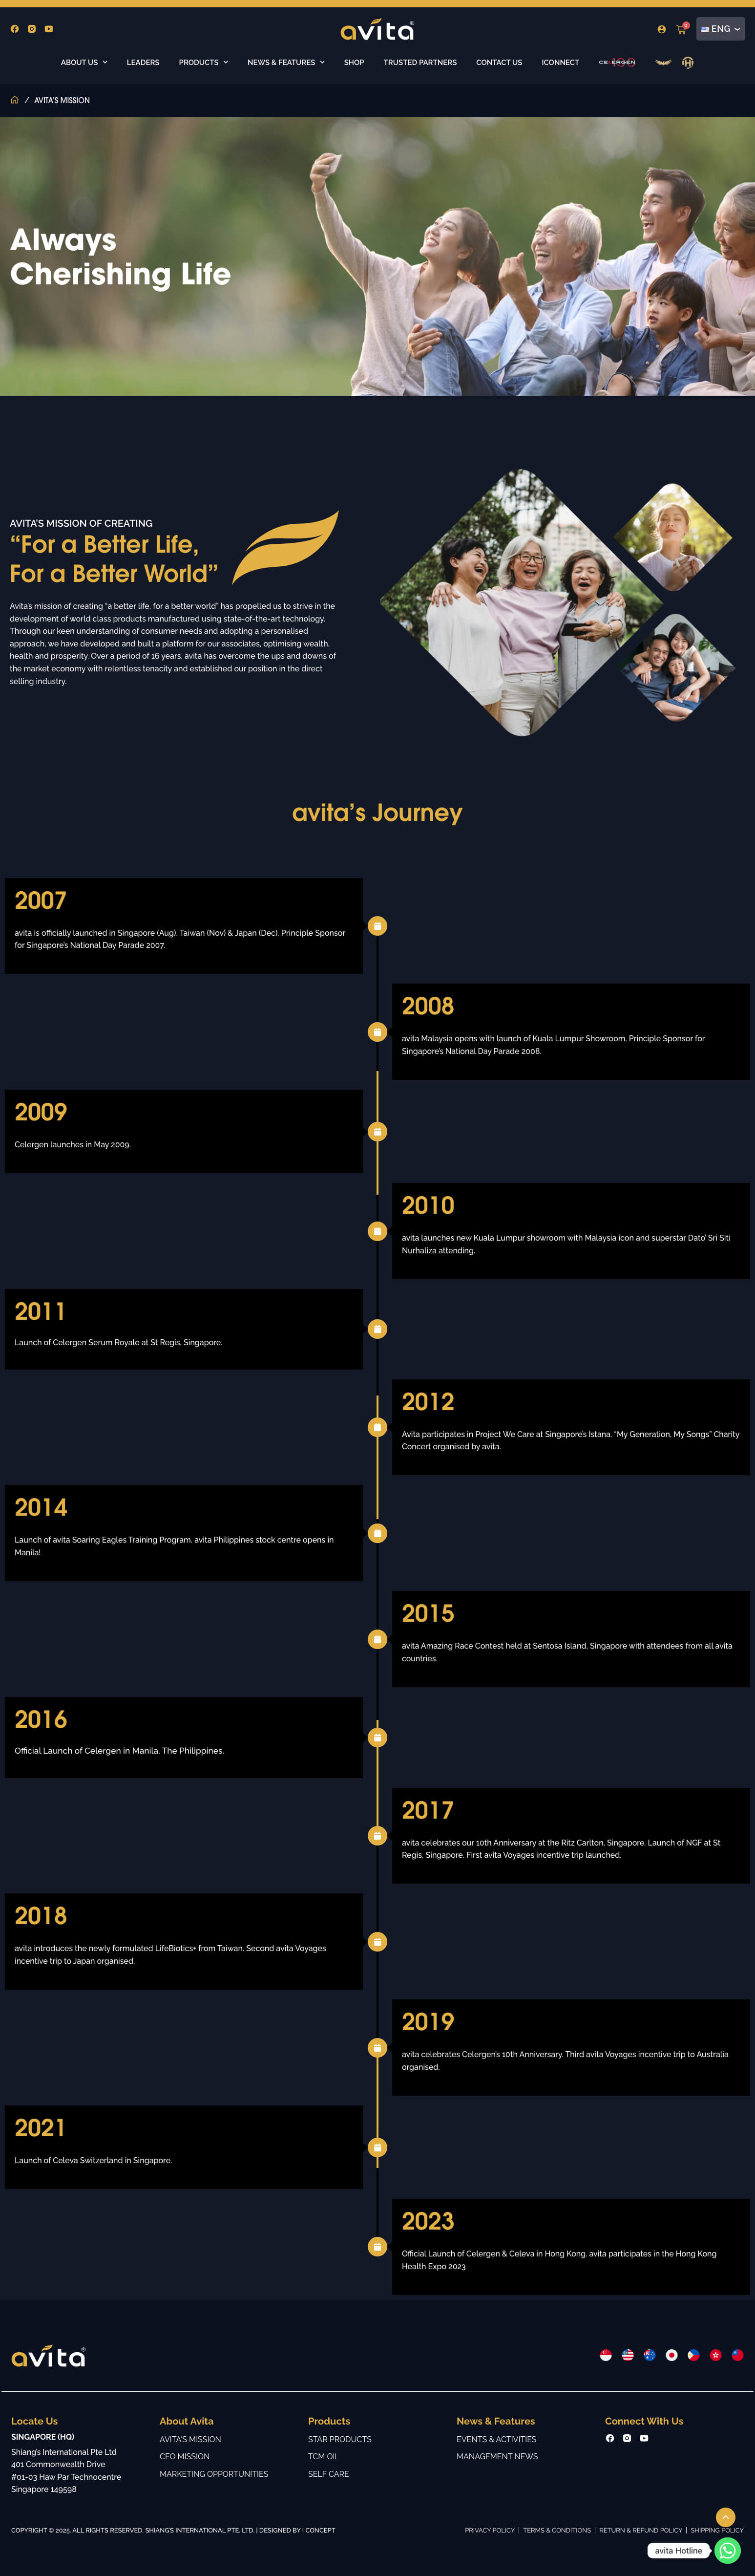 avita®
0
ENG
ABOUT US
LEADERS
PRODUCTS
NEWS & FEATURES
SHOP
TRUSTED PARTNERS
CONTACT US
ICONNECT
/ AVITA'S MISSION
Always
Cherishing Life
AVITA'S MISSION OF CREATING
“For a Better Life,
For a Better World”
Avita's mission of creating “a better life, for a better world” has propelled us to strive in the
development of world class products manufactured using state-of-the-art technology.
Through our keen understanding of consumer needs and adopting a personalised
approach, we have developed and built a platform for our associates, optimising wealth,
health and prosperity. Over a period of 16 years, avita has overcome the ups and downs of
the market economy with relentless tenacity and established our position in the direct
selling industry.
avita’s Journey
2007
avita is officially launched in Singapore (Aug), Taiwan (Nov) & Japan (Dec). Principle Sponsor
for Singapore’s National Day Parade 2007.
2008
avita Malaysia opens with launch of Kuala Lumpur Showroom. Principle Sponsor for
Singapore’s National Day Parade 2008.
2009
Celergen launches in May 2009.
2010
avita launches new Kuala Lumpur showroom with Malaysia icon and superstar Dato’ Sri Siti
Nurhaliza attending.
2011
Launch of Celergen Serum Royale at St Regis, Singapore.
2012
Avita participates in Project We Care at Singapore’s Istana. “My Generation, My Songs” Charity
Concert organised by avita.
2014
Launch of avita Soaring Eagles Training Program. avita Philippines stock centre opens in
Manila!
2015
avita Amazing Race Contest held at Sentosa Island, Singapore with attendees from all avita
countries.
2016
Official Launch of Celergen in Manila, The Philippines.
2017
avita celebrates our 10th Anniversary at the Ritz Carlton, Singapore. Launch of NGF at St
Regis, Singapore. First avita Voyages incentive trip launched.
2018
avita introduces the newly formulated LifeBiotics+ from Taiwan. Second avita Voyages
incentive trip to Japan organised.
2019
avita celebrates Celergen’s 10th Anniversary. Third avita Voyages incentive trip to Australia
organised.
2021
Launch of Celeva Switzerland in Singapore.
2023
Official Launch of Celergen & Celeva in Hong Kong. avita participates in the Hong Kong
Health Expo 2023
avita®
Locate Us
SINGAPORE (HQ)
Shiang’s International Pte Ltd
401 Commonwealth Drive
#01-03 Haw Par Technocentre
Singapore 149598
About Avita
AVITA'S MISSION
CEO MISSION
MARKETING OPPORTUNITIES
Products
STAR PRODUCTS
TCM OIL
SELF CARE
News & Features
EVENTS & ACTIVITIES
MANAGEMENT NEWS
Connect With Us
COPYRIGHT © 2025. ALL RIGHTS RESERVED. SHIANG’S INTERNATIONAL PTE. LTD. | DESIGNED BY I CONCEPT
PRIVACY POLICY | TERMS & CONDITIONS | RETURN & REFUND POLICY | SHIPPING POLICY
avita Hotline